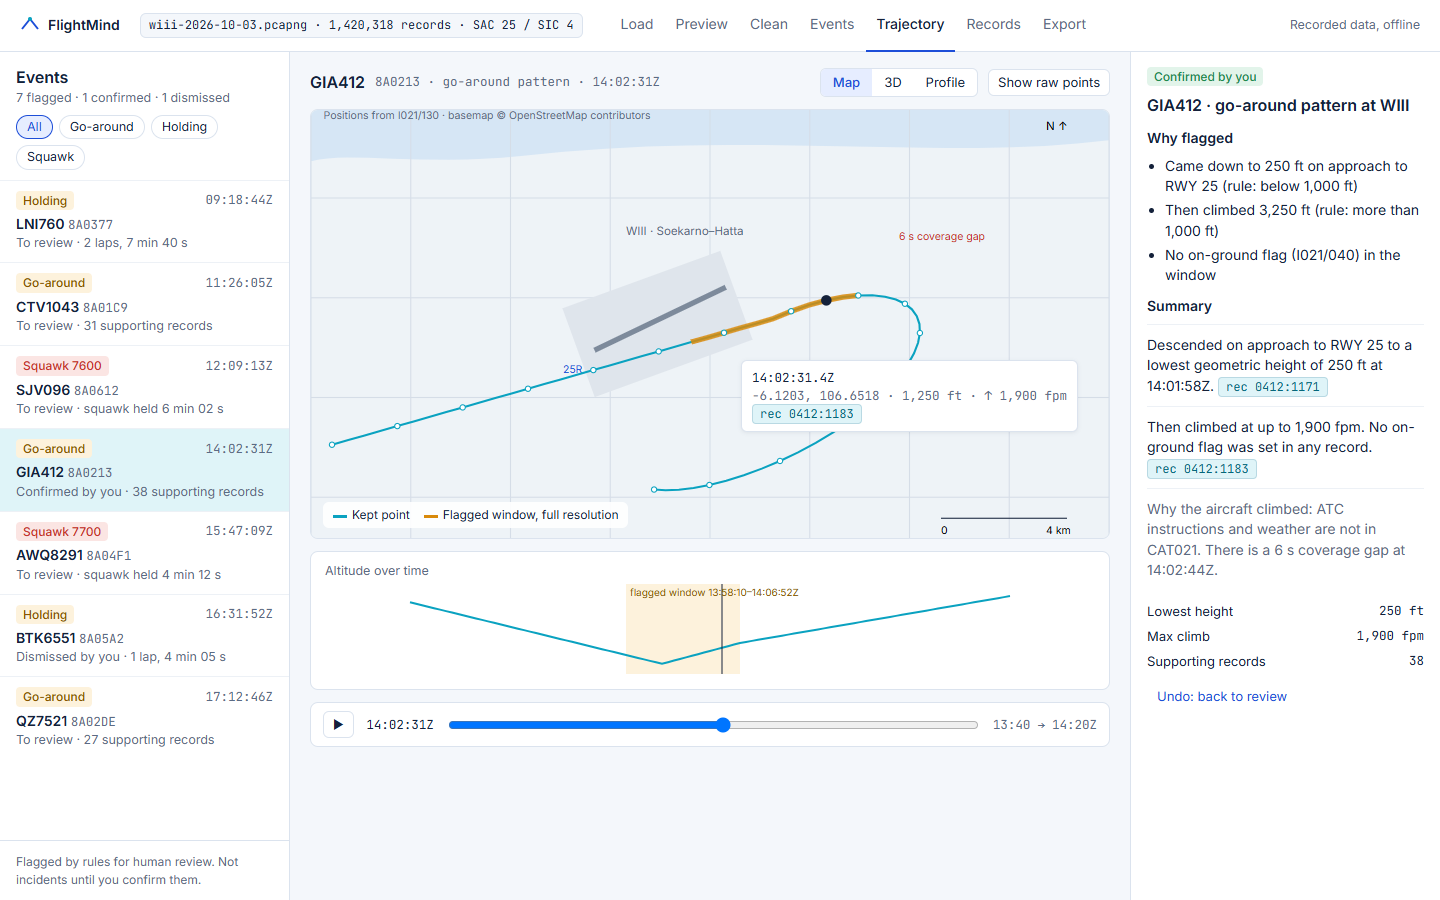 FlightMind
wiii-2026-10-03.pcapng · 1,420,318 records · SAC 25 / SIC 4
Load
Preview
Clean
Events
Trajectory
Records
Export
Recorded data, offline
Events
7 flagged · 1 confirmed · 1 dismissed
All
Go-around
Holding
Squawk
Holding
09:18:44Z
LNI760 8A0377
To review · 2 laps, 7 min 40 s
Go-around
11:26:05Z
CTV1043 8A01C9
To review · 31 supporting records
Squawk 7600
12:09:13Z
SJV096 8A0612
To review · squawk held 6 min 02 s
Go-around
14:02:31Z
GIA412 8A0213
Confirmed by you · 38 supporting records
Squawk 7700
15:47:09Z
AWQ8291 8A04F1
To review · squawk held 4 min 12 s
Holding
16:31:52Z
BTK6551 8A05A2
Dismissed by you · 1 lap, 4 min 05 s
Go-around
17:12:46Z
QZ7521 8A02DE
To review · 27 supporting records
Flagged by rules for human review. Not
incidents until you confirm them.
GIA412 8A0213 · go-around pattern · 14:02:31Z
Map
3D
Profile
Show raw points
Positions from I021/130 · basemap © OpenStreetMap contributors
N ↑
WIII · Soekarno–Hatta
6 s coverage gap
25R
14:02:31.4Z
-6.1203, 106.6518 · 1,250 ft · ↑ 1,900 fpm
rec 0412:1183
Kept point
Flagged window, full resolution
0
4 km
Altitude over time
flagged window 13:58:10–14:06:52Z
14:02:31Z
13:40 → 14:20Z
Confirmed by you
GIA412 · go-around pattern at WIII
Why flagged
• Came down to 250 ft on approach to
RWY 25 (rule: below 1,000 ft)
• Then climbed 3,250 ft (rule: more than
1,000 ft)
• No on-ground flag (I021/040) in the
window
Summary
Descended on approach to RWY 25 to a
lowest geometric height of 250 ft at
14:01:58Z. rec 0412:1171
Then climbed at up to 1,900 fpm. No on-
ground flag was set in any record.
rec 0412:1183
Why the aircraft climbed: ATC
instructions and weather are not in
CAT021. There is a 6 s coverage gap at
14:02:44Z.
Lowest height
250 ft
Max climb
1,900 fpm
Supporting records
38
Undo: back to review